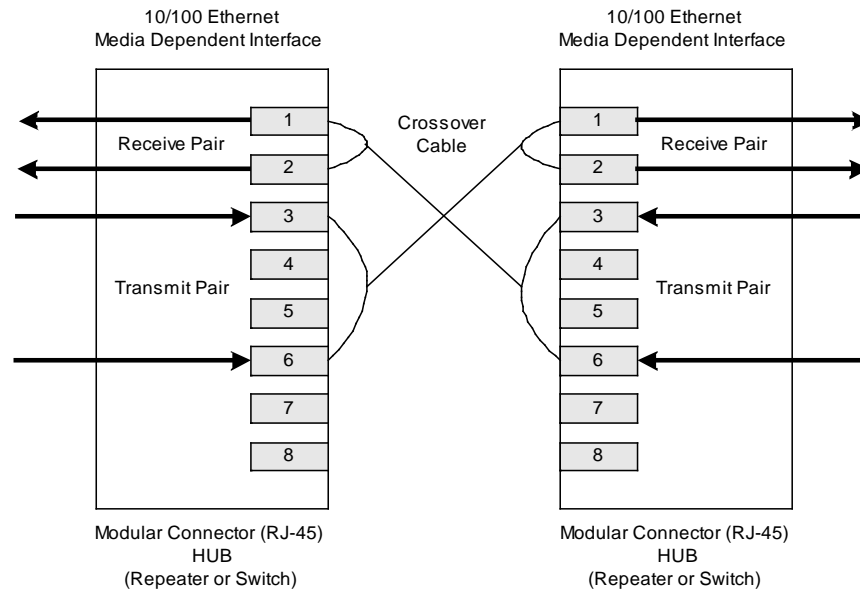 10/100 Ethernet
Media Dependent Interface
10/100 Ethernet
Media Dependent Interface
1
Receive Pair
2
3
4
Transmit Pair
5
6
7
8
Crossover
Cable
1
Receive Pair
2
3
4
Transmit Pair
5
6
7
8
Modular Connector (RJ-45)
HUB
(Repeater or Switch)
Modular Connector (RJ-45)
HUB
(Repeater or Switch)